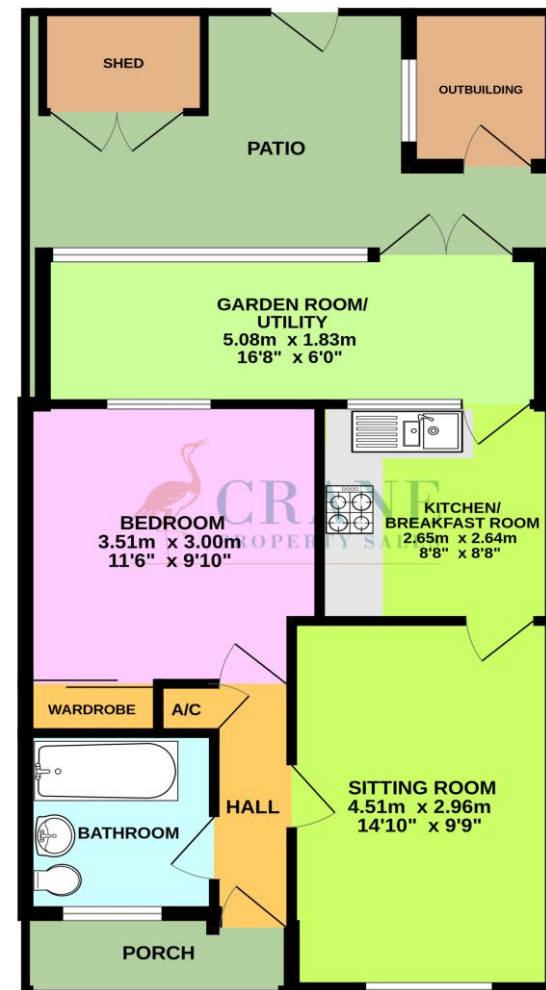 SHED
OUTBUILDING
PATIO
GARDEN ROOM/
UTILITY
5.08m x 1.83m
16'8" x 6'0"
CRANE
PROPERTY SALES
BEDROOM
3.51m x 3.00m
11'6" x 9'10"
KITCHEN/
BREAKFAST ROOM
2.65m x 2.64m
8'8" x 8'8"
WARDROBE
A/C
SITTING ROOM
4.51m x 2.96m
14'10" x 9'9"
HALL
BATHROOM
PORCH